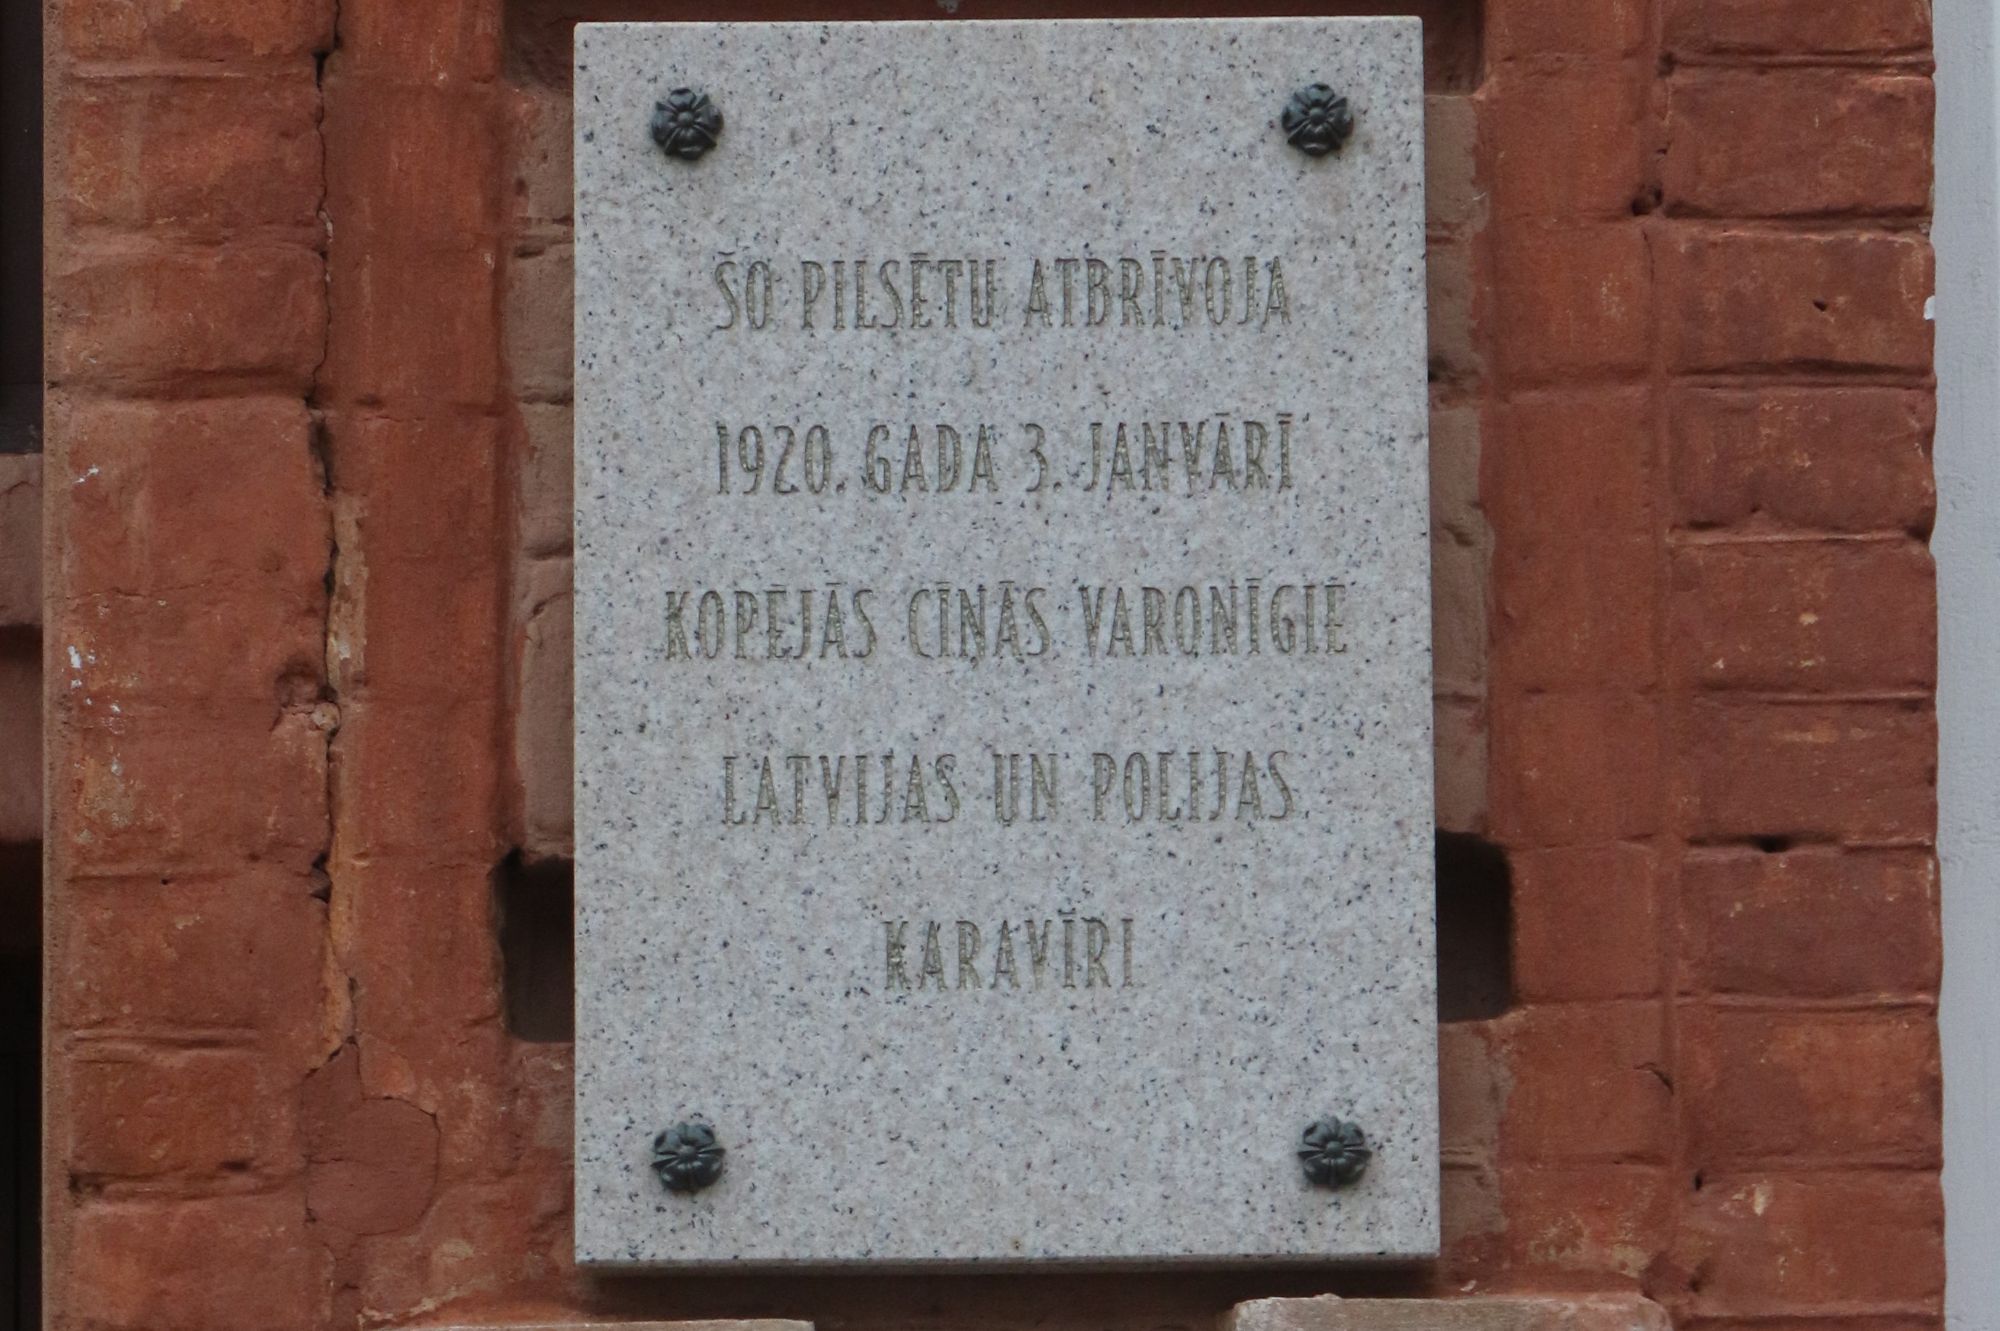 ŠO PILSĒTU ATBRĪVOJA
1920. GADA 3. JANVĀRĪ
KOPĒJĀS CĪŅĀS VARONĪGIE
LATVIJAS UN POLIJAS
KARAVĪRI